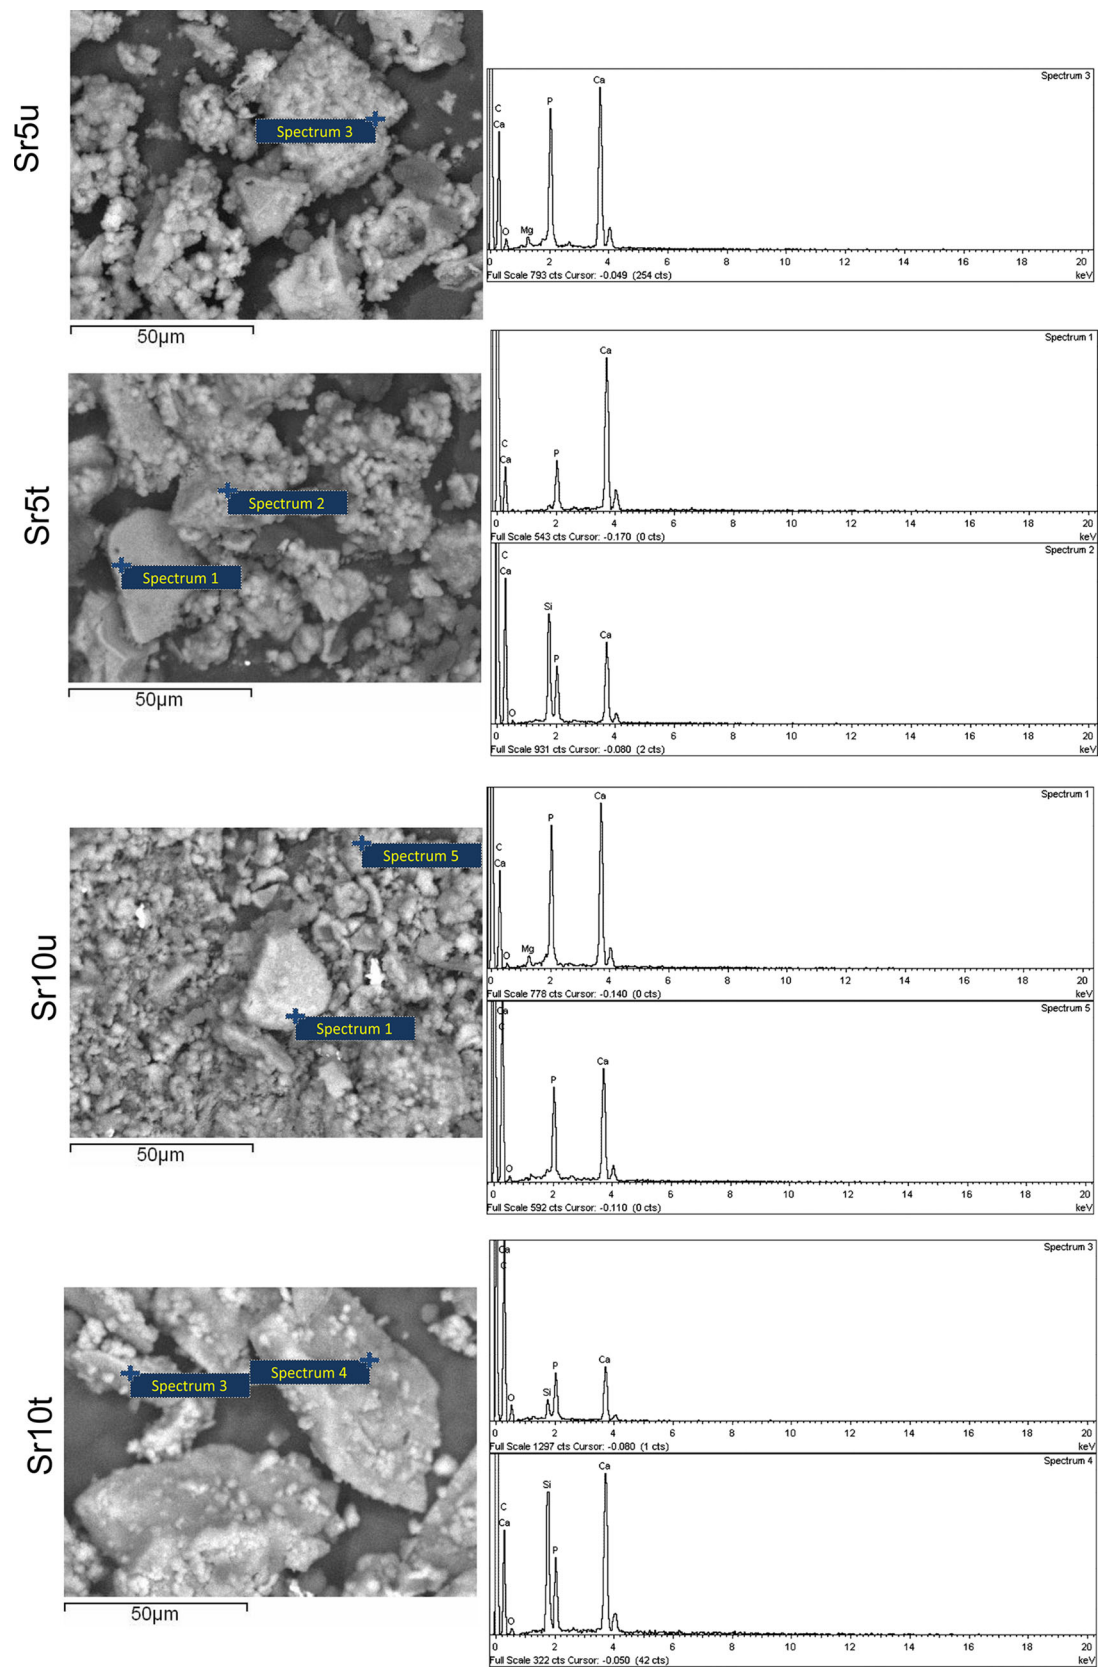 Sr5u
Spectrum 3
50µm
Spectrum 3
C
Ca
O
Mg
P
Ca
0 2 4 6 8 10 12 14 16 18 20
Full Scale 793 cts Cursor: -0.049 (254 cts)
keV
Sr5t
Spectrum 2
Spectrum 1
50µm
Spectrum 1
C
Ca
P
Ca
0 2 4 6 8 10 12 14 16 18 20
Full Scale 543 cts Cursor: -0.170 (0 cts)
keV
Spectrum 2
C
Ca
O
Si
P
Ca
0 2 4 6 8 10 12 14 16 18 20
Full Scale 931 cts Cursor: -0.080 (2 cts)
keV
Sr10u
Spectrum 5
Spectrum 1
50µm
Spectrum 1
C
Ca
O
Mg
P
Ca
0 2 4 6 8 10 12 14 16 18 20
Full Scale 778 cts Cursor: -0.140 (0 cts)
keV
Spectrum 5
Ca
C
O
P
Ca
0 2 4 6 8 10 12 14 16 18 20
Full Scale 592 cts Cursor: -0.110 (0 cts)
keV
Sr10t
Spectrum 3
Spectrum 4
50µm
Spectrum 3
Ca
C
O
Si
P
Ca
0 2 4 6 8 10 12 14 16 18 20
Full Scale 1297 cts Cursor: -0.080 (1 cts)
keV
Spectrum 4
C
Ca
O
Si
P
Ca
0 2 4 6 8 10 12 14 16 18 20
Full Scale 322 cts Cursor: -0.050 (42 cts)
keV